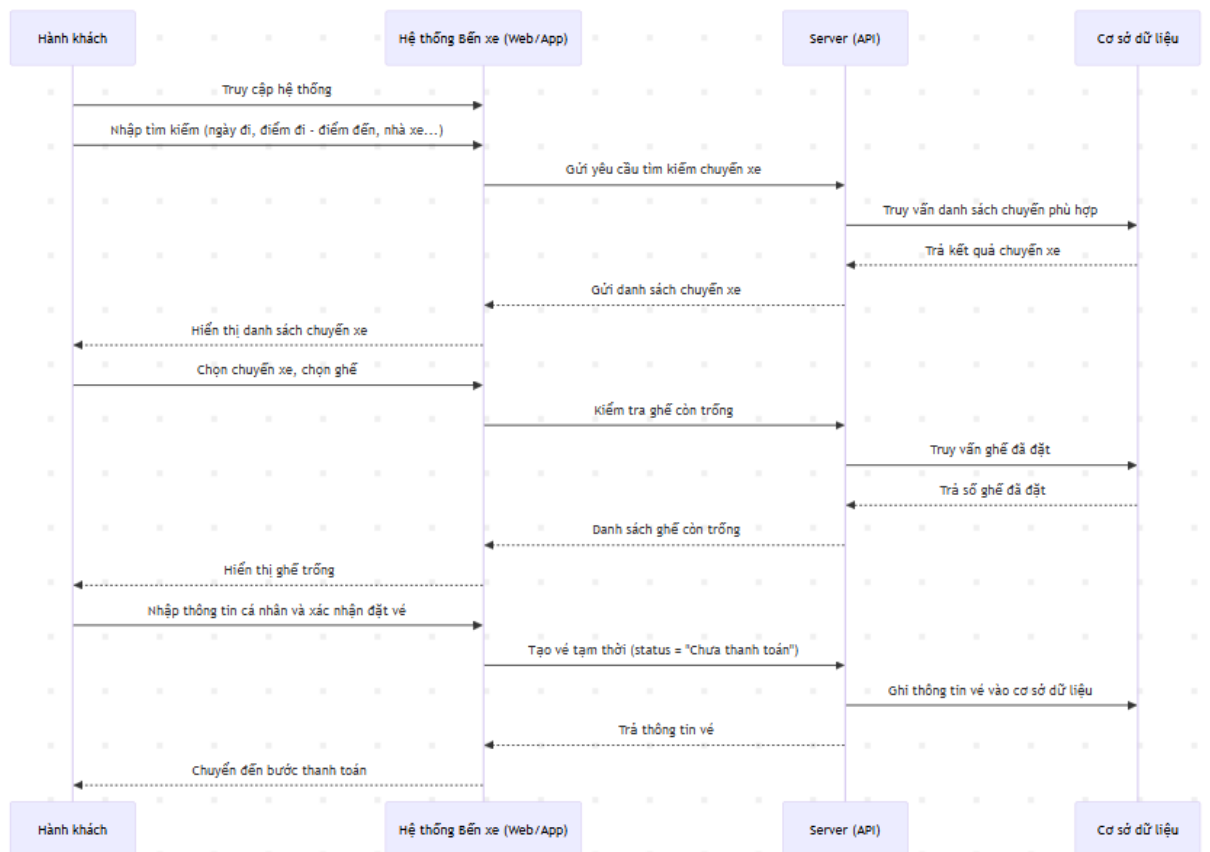 Hành khách
Hệ thống Bến xe (Web/App)
Server (API)
Cơ sở dữ liệu
Truy cập hệ thống
Nhập tìm kiếm (ngày đi, điểm đi - điểm đến, nhà xe...)
Gửi yêu cầu tìm kiếm chuyến xe
Truy vấn danh sách chuyến phù hợp
Trả kết quả chuyến xe
Gửi danh sách chuyến xe
Hiển thị danh sách chuyến xe
Chọn chuyến xe, chọn ghế
Kiểm tra ghế còn trống
Truy vấn ghế đã đặt
Trả số ghế đã đặt
Danh sách ghế còn trống
Hiển thị ghế trống
Nhập thông tin cá nhân và xác nhận đặt vé
Tạo vé tạm thời (status = "Chưa thanh toán")
Ghi thông tin vé vào cơ sở dữ liệu
Trả thông tin vé
Chuyển đến bước thanh toán
Hành khách
Hệ thống Bến xe (Web/App)
Server (API)
Cơ sở dữ liệu